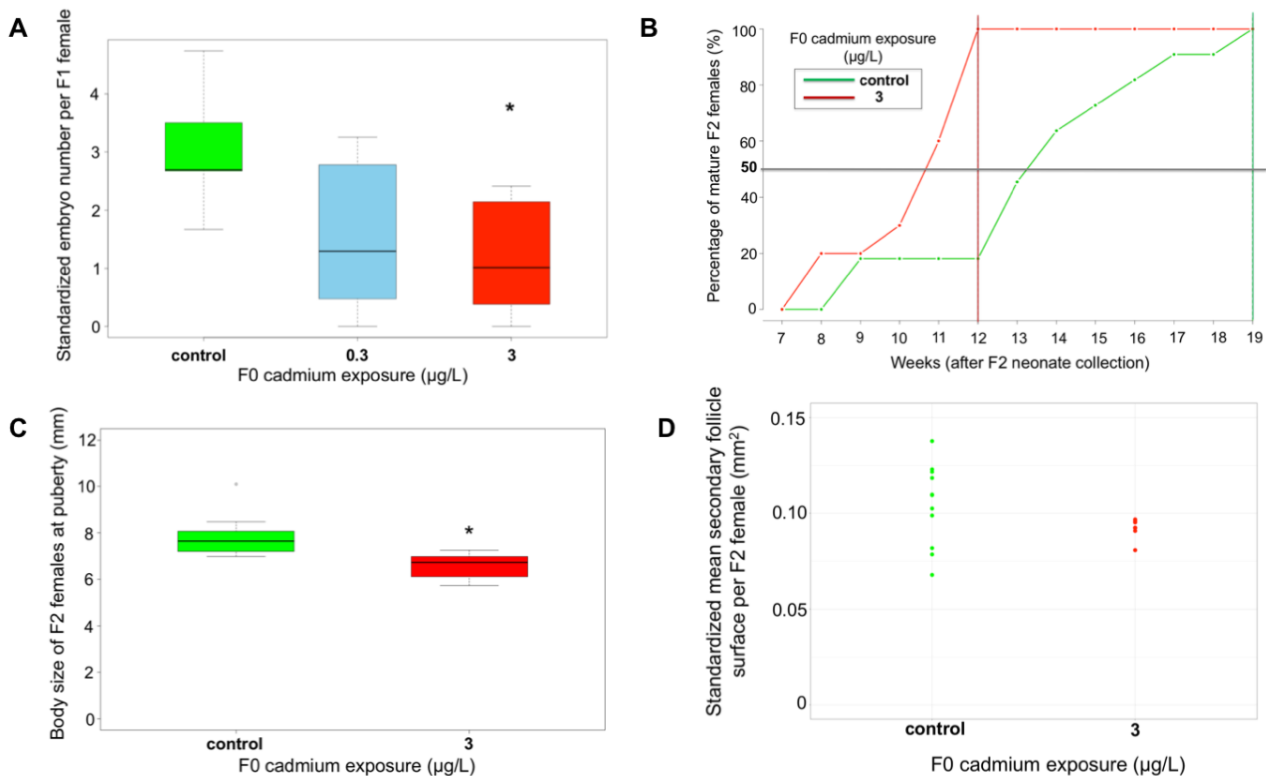 A
Standardized embryo number per F1 female
4
3
2
1
0
*
control
0.3
3
F0 cadmium exposure (µg/L)
B
Percentage of mature F2 females (%)
100
80
60
50
40
20
0
F0 cadmium exposure
(µg/L)
control
3
7 8 9 10 11 12 13 14 15 16 17 18 19
Weeks (after F2 neonate collection)
C
Body size of F2 females at puberty (mm)
12
10
8
6
4
2
0
*
control
3
F0 cadmium exposure (µg/L)
D
Standardized mean secondary follicle
surface per F2 female (mm²)
0.15
0.10
0.05
0
control
3
F0 cadmium exposure (µg/L)